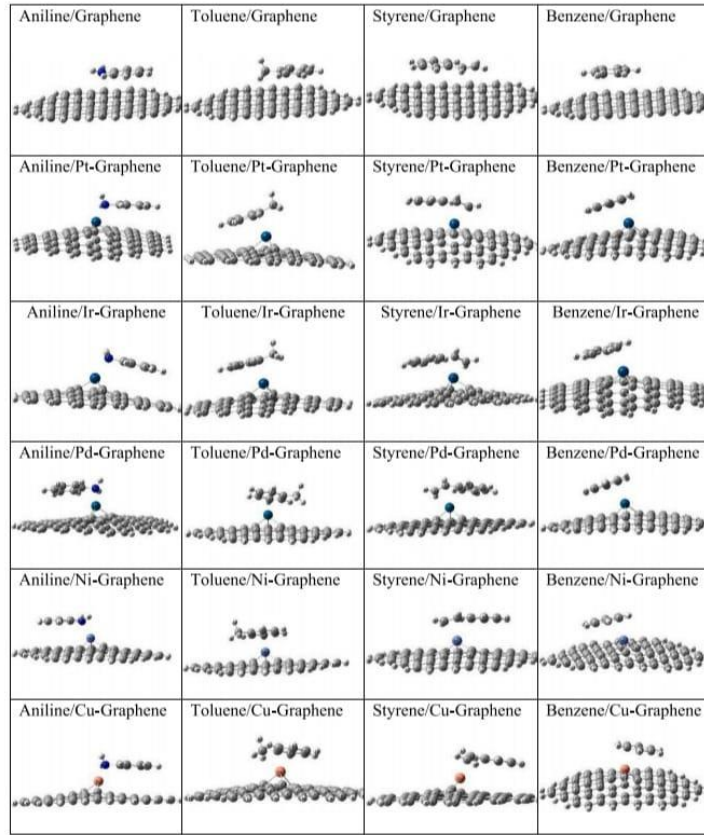 Aniline/Graphene
Toluene/Graphene
Styrene/Graphene
Benzene/Graphene
Aniline/Pt-Graphene
Toluene/Pt-Graphene
Styrene/Pt-Graphene
Benzene/Pt-Graphene
Aniline/Ir-Graphene
Toluene/Ir-Graphene
Styrene/Ir-Graphene
Benzene/Ir-Graphene
Aniline/Pd-Graphene
Toluene/Pd-Graphene
Styrene/Pd-Graphene
Benzene/Pd-Graphene
Aniline/Ni-Graphene
Toluene/Ni-Graphene
Styrene/Ni-Graphene
Benzene/Ni-Graphene
Aniline/Cu-Graphene
Toluene/Cu-Graphene
Styrene/Cu-Graphene
Benzene/Cu-Graphene